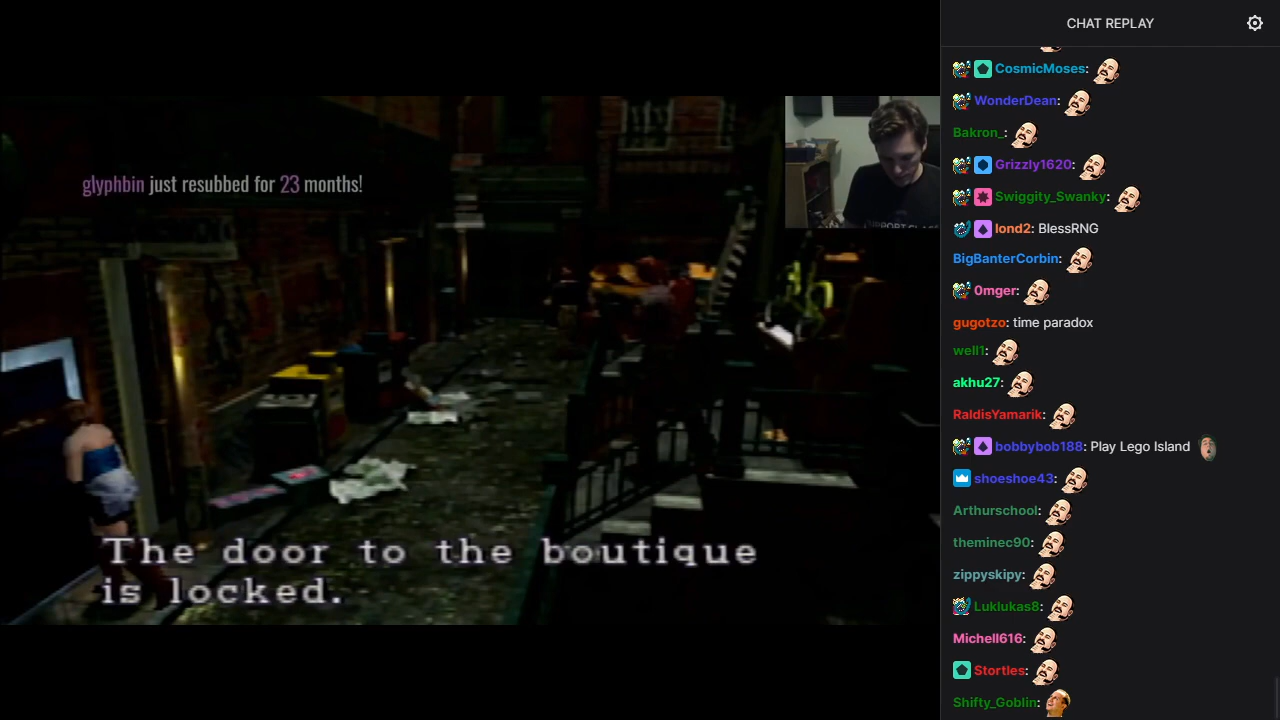 CHAT REPLAY
CosmicMoses:
WonderDean:
Bakron_:
Grizzly1620:
Swiggity_Swanky:
lond2: BlessRNG
BigBanterCorbin:
0mger:
gugotzo: time paradox
well1:
akhu27:
RaldisYamarik:
bobbybob188: Play Lego Island
shoeshoe43:
Arthurschool:
theminec90:
zippyskipy:
Luklukas8:
Michell616:
Stortles:
Shifty_Goblin:
glyphbin just resubbed for 23 months!
The door to the boutique
is locked.